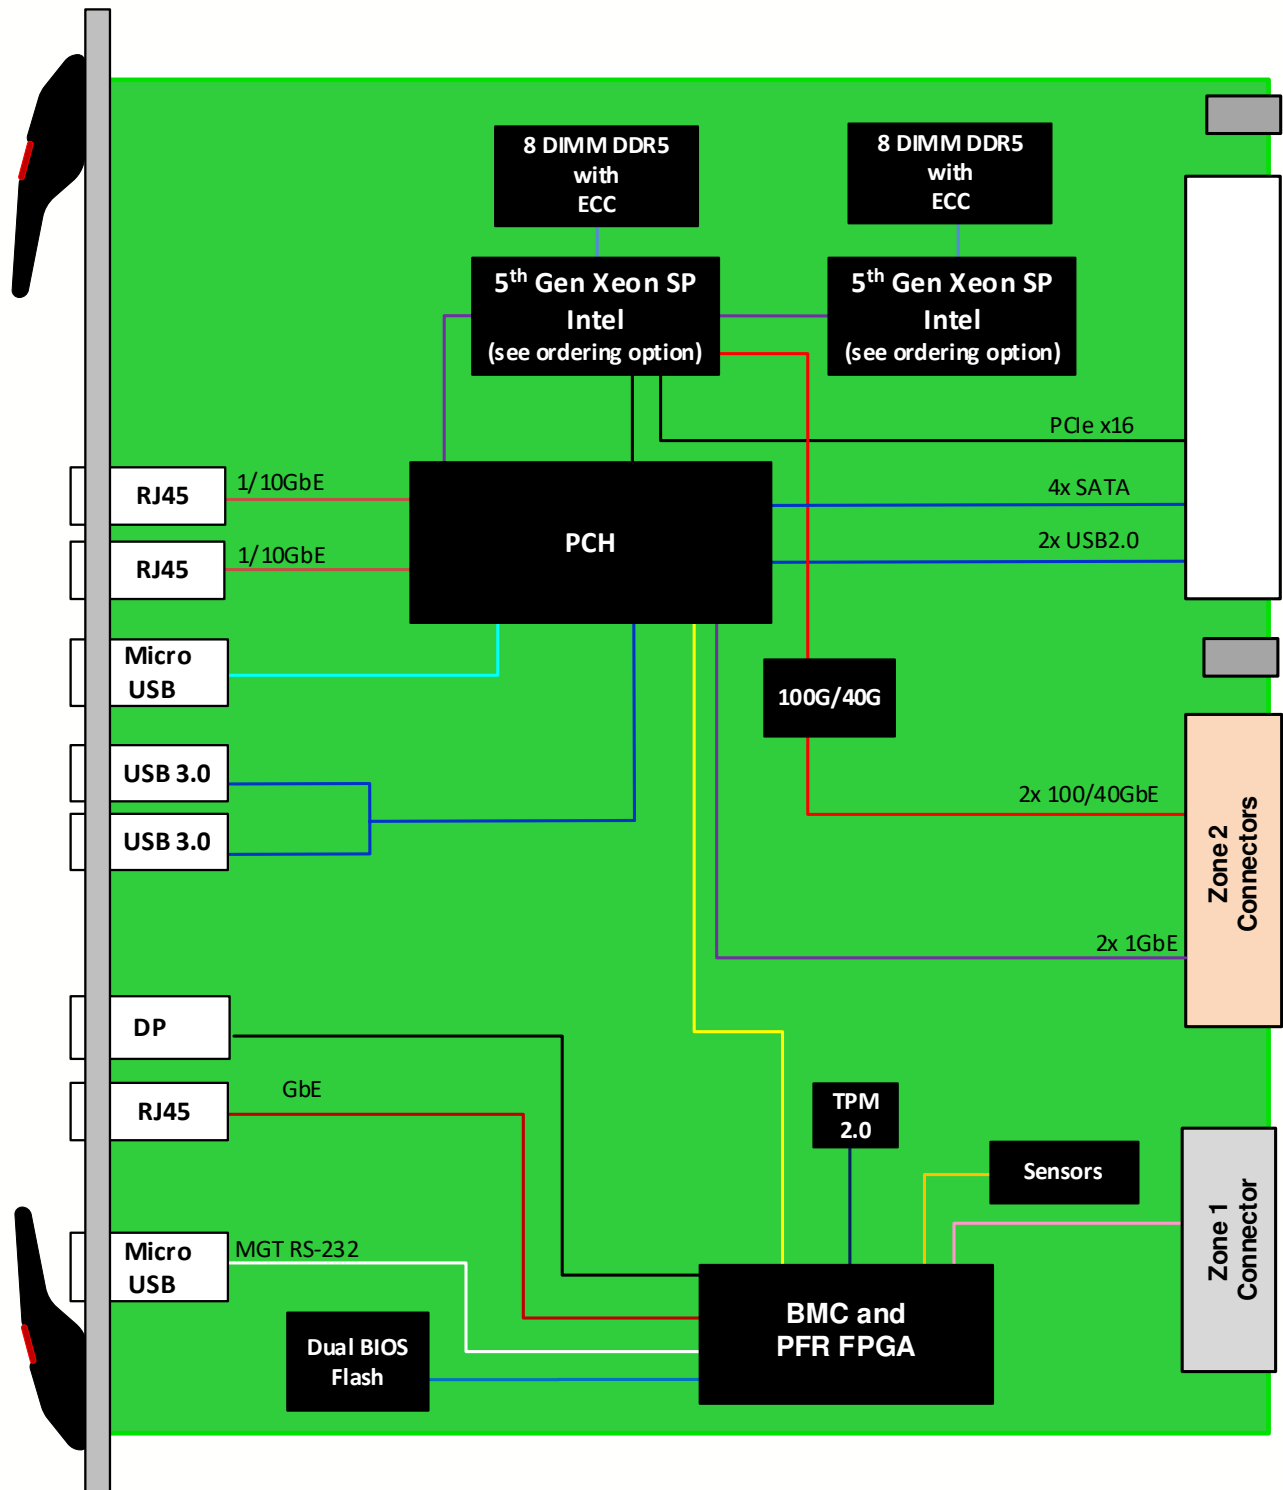 8 DIMM DDR5
with
ECC
8 DIMM DDR5
with
ECC
5th Gen Xeon SP
Intel
(see ordering option)
5th Gen Xeon SP
Intel
(see ordering option)
PCIe x16
4x SATA
2x USB2.0
RJ45
1/10GbE
RJ45
1/10GbE
PCH
Micro
USB
100G/40G
USB 3.0
USB 3.0
2x 100/40GbE
Zone 2
Connectors
2x 1GbE
DP
RJ45
GbE
TPM
2.0
Sensors
Zone 1
Connector
Micro
USB
MGT RS-232
BMC and
PFR FPGA
Dual BIOS
Flash